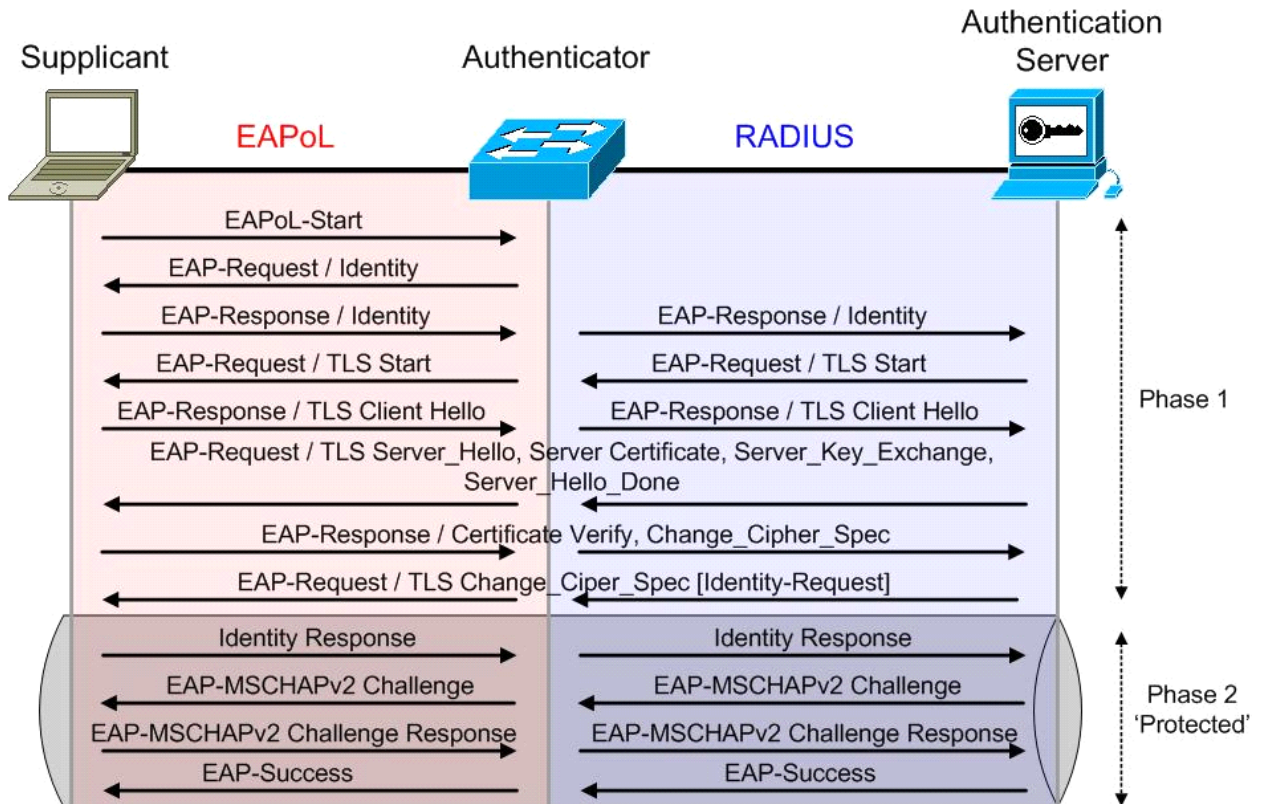 Supplicant
Authenticator
Authentication
Server
EAPoL
RADIUS
EAPoL-Start
EAP-Request / Identity
EAP-Response / Identity
EAP-Response / Identity
EAP-Request / TLS Start
EAP-Request / TLS Start
EAP-Response / TLS Client Hello
EAP-Response / TLS Client Hello
EAP-Request / TLS Server_Hello, Server Certificate, Server_Key_Exchange,
Server_Hello_Done
EAP-Response / Certificate Verify, Change_Cipher_Spec
EAP-Request / TLS Change_Ciper_Spec [Identity-Request]
Phase 1
Identity Response
Identity Response
EAP-MSCHAPv2 Challenge
EAP-MSCHAPv2 Challenge
EAP-MSCHAPv2 Challenge Response
EAP-MSCHAPv2 Challenge Response
EAP-Success
EAP-Success
Phase 2
‘Protected’